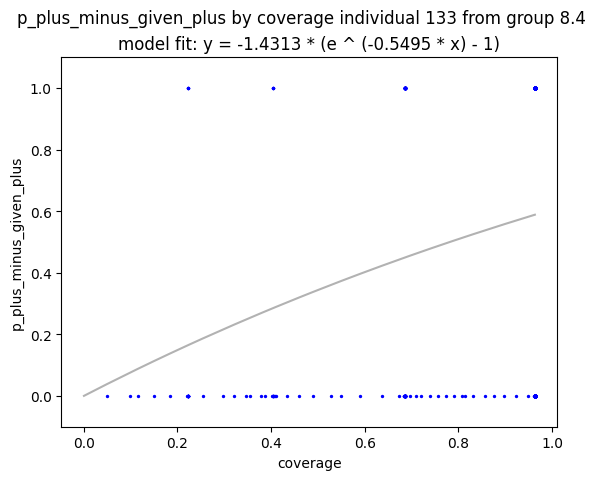 p_plus_minus_given_plus by coverage individual 133 from group 8.4
model fit: y = -1.4313 * (e ^ (-0.5495 * x) - 1)
1.0
0.8
0.6
0.4
0.2
0.0
p_plus_minus_given_plus
0.0 0.2 0.4 0.6 0.8 1.0
coverage